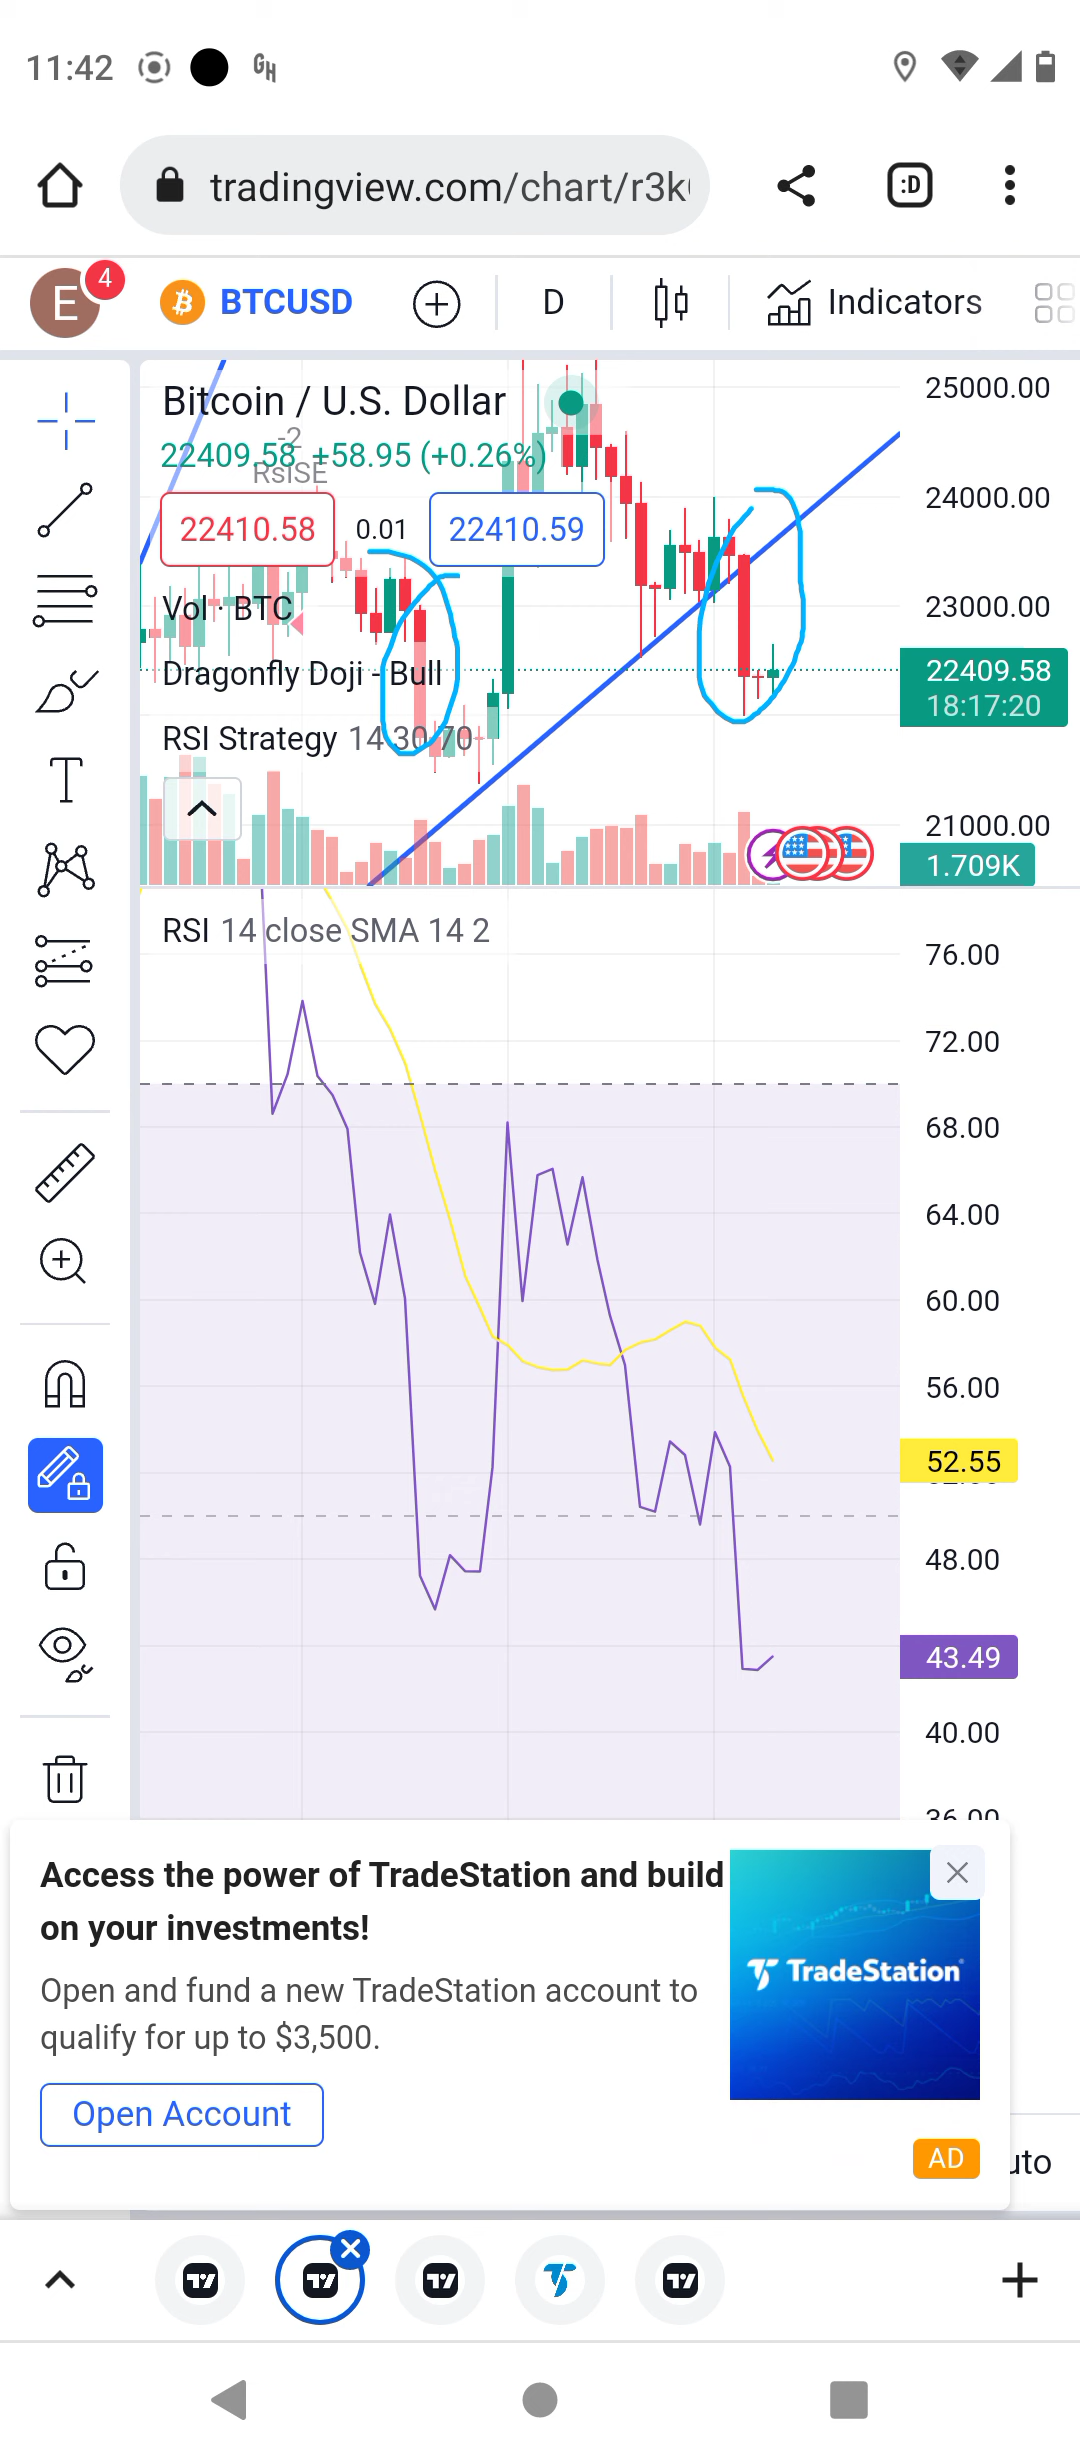 11:42
GH
tradingview.com/chart/r3k
:D
E
4
BTCUSD
D
Indicators
Bitcoin / U.S. Dollar
25000.00
-2
22409.58 +58.95 (+0.26%)
RsiSE
22410.58
0.01
22410.59
24000.00
Vol · BTC
23000.00
Dragonfly Doji - Bull
22409.58
18:17:20
RSI Strategy 14 30 70
21000.00
1.709K
RSI 14 close SMA 14 2
76.00
72.00
68.00
64.00
60.00
56.00
52.55
48.00
43.49
40.00
36.00
Access the power of TradeStation and build
on your investments!
Open and fund a new TradeStation account to
qualify for up to $3,500.
TradeStation
Open Account
AD
uto